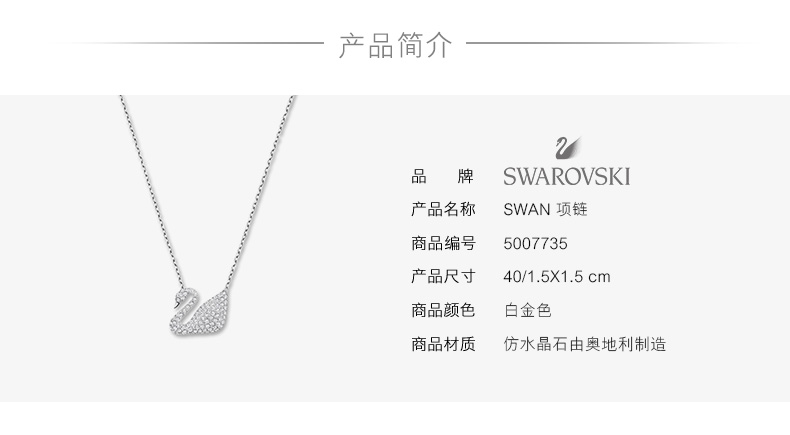 产品简介
品 牌 SWAROVSKI
产品名称 SWAN 项链
商品编号 5007735
产品尺寸 40/1.5X1.5 cm
商品颜色 白金色
商品材质 仿水晶石由奥地利制造